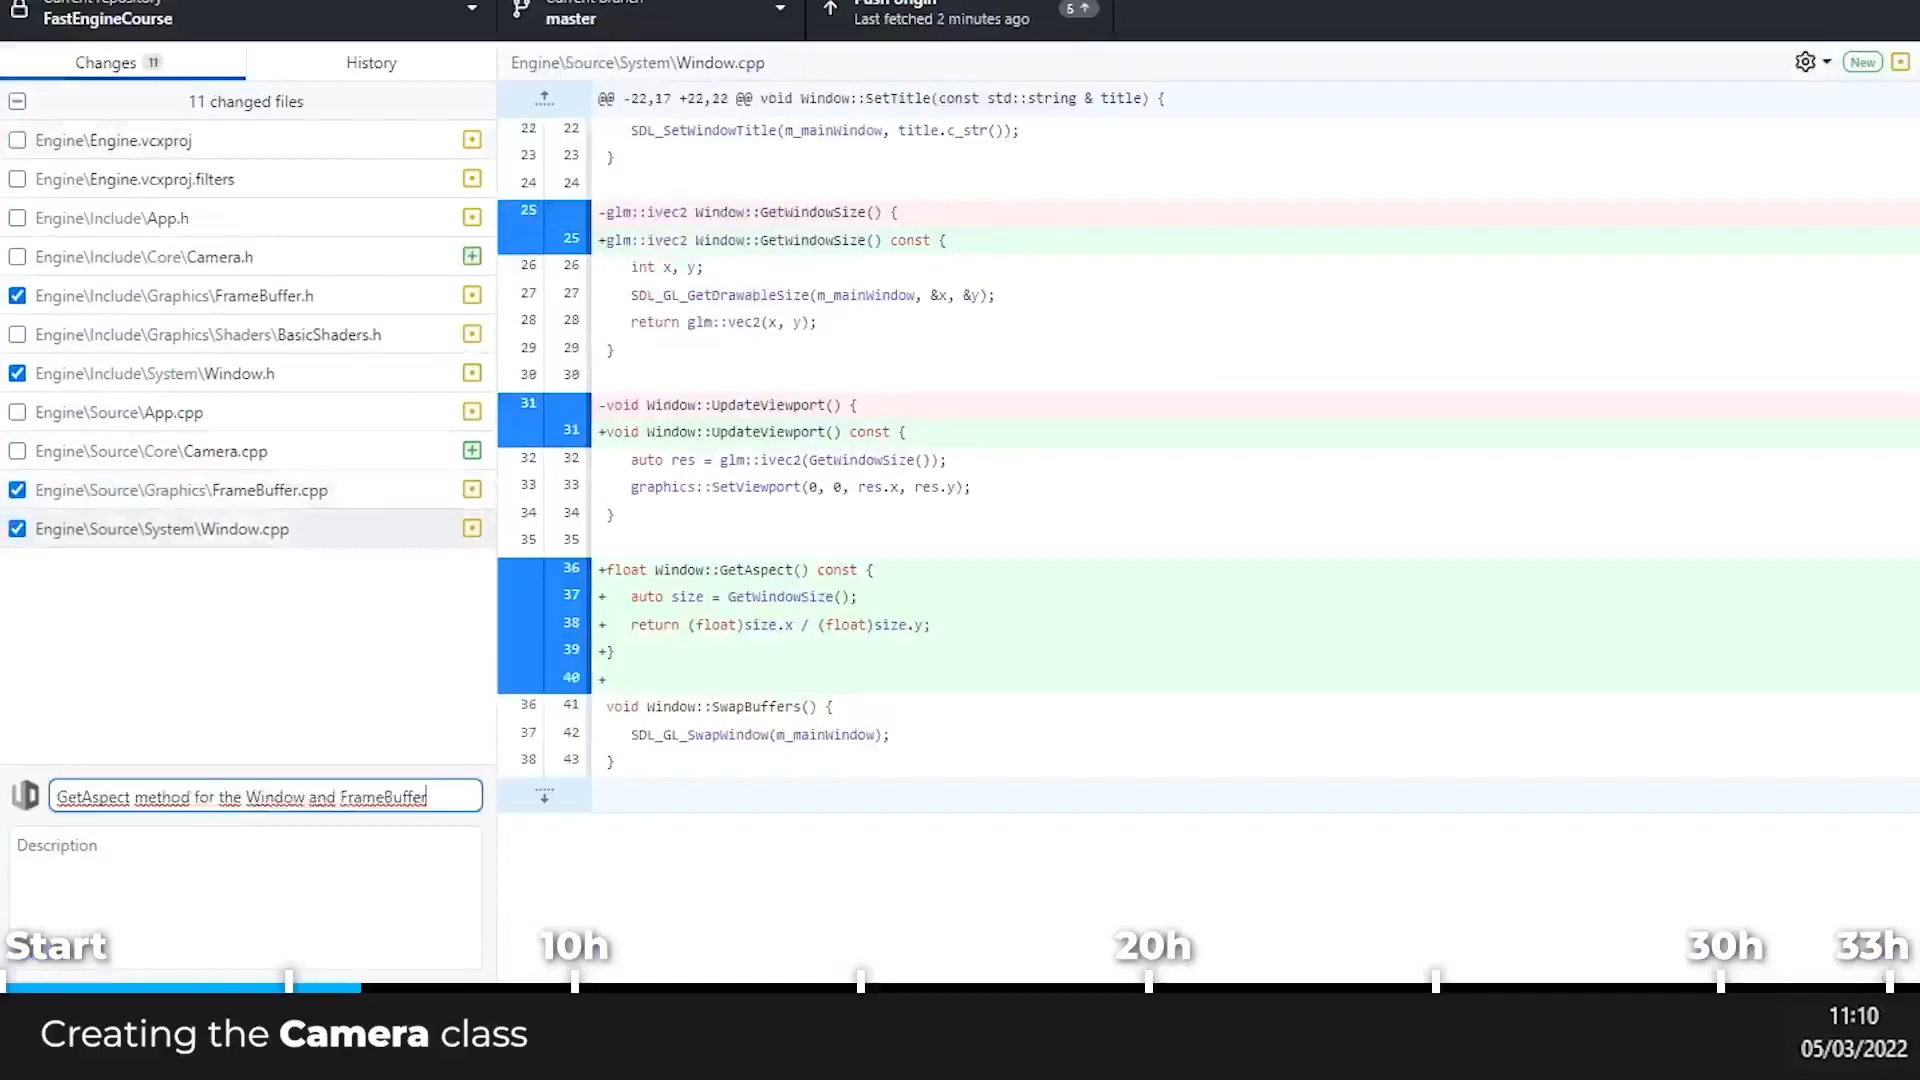 Current repository
FastEngineCourse
Current branch
master
Push origin
Last fetched 2 minutes ago
5
Changes 11
History
11 changed files
Engine\Engine.vcxproj
Engine\Engine.vcxproj.filters
Engine\Include\App.h
Engine\Include\Core\Camera.h
Engine\Include\Graphics\FrameBuffer.h
Engine\Include\Graphics\Shaders\BasicShaders.h
Engine\Include\System\Window.h
Engine\Source\App.cpp
Engine\Source\Core\Camera.cpp
Engine\Source\Graphics\FrameBuffer.cpp
Engine\Source\System\Window.cpp
GetAspect method for the Window and FrameBuffer
Description
Engine\Source\System\Window.cpp
New
@@ -22,17 +22,22 @@ void Window::SetTitle(const std::string & title) {
22 22 SDL_SetWindowTitle(m_mainWindow, title.c_str());
23 23 }
24 24
25 -glm::ivec2 Window::GetWindowSize() {
25 +glm::ivec2 Window::GetWindowSize() const {
26 26 int x, y;
27 27 SDL_GL_GetDrawableSize(m_mainWindow, &x, &y);
28 28 return glm::vec2(x, y);
29 29 }
30 30
31 -void Window::UpdateViewport() {
31 +void Window::UpdateViewport() const {
32 32 auto res = glm::ivec2(GetWindowSize());
33 33 graphics::SetViewport(0, 0, res.x, res.y);
34 34 }
35 35
36 +float Window::GetAspect() const {
37 + auto size = GetWindowSize();
38 + return (float)size.x / (float)size.y;
39 +}
40 +
36 41 void Window::SwapBuffers() {
37 42 SDL_GL_SwapWindow(m_mainWindow);
38 43 }
Start
10h
20h
30h
33h
Creating the Camera class
11:10
05/03/2022